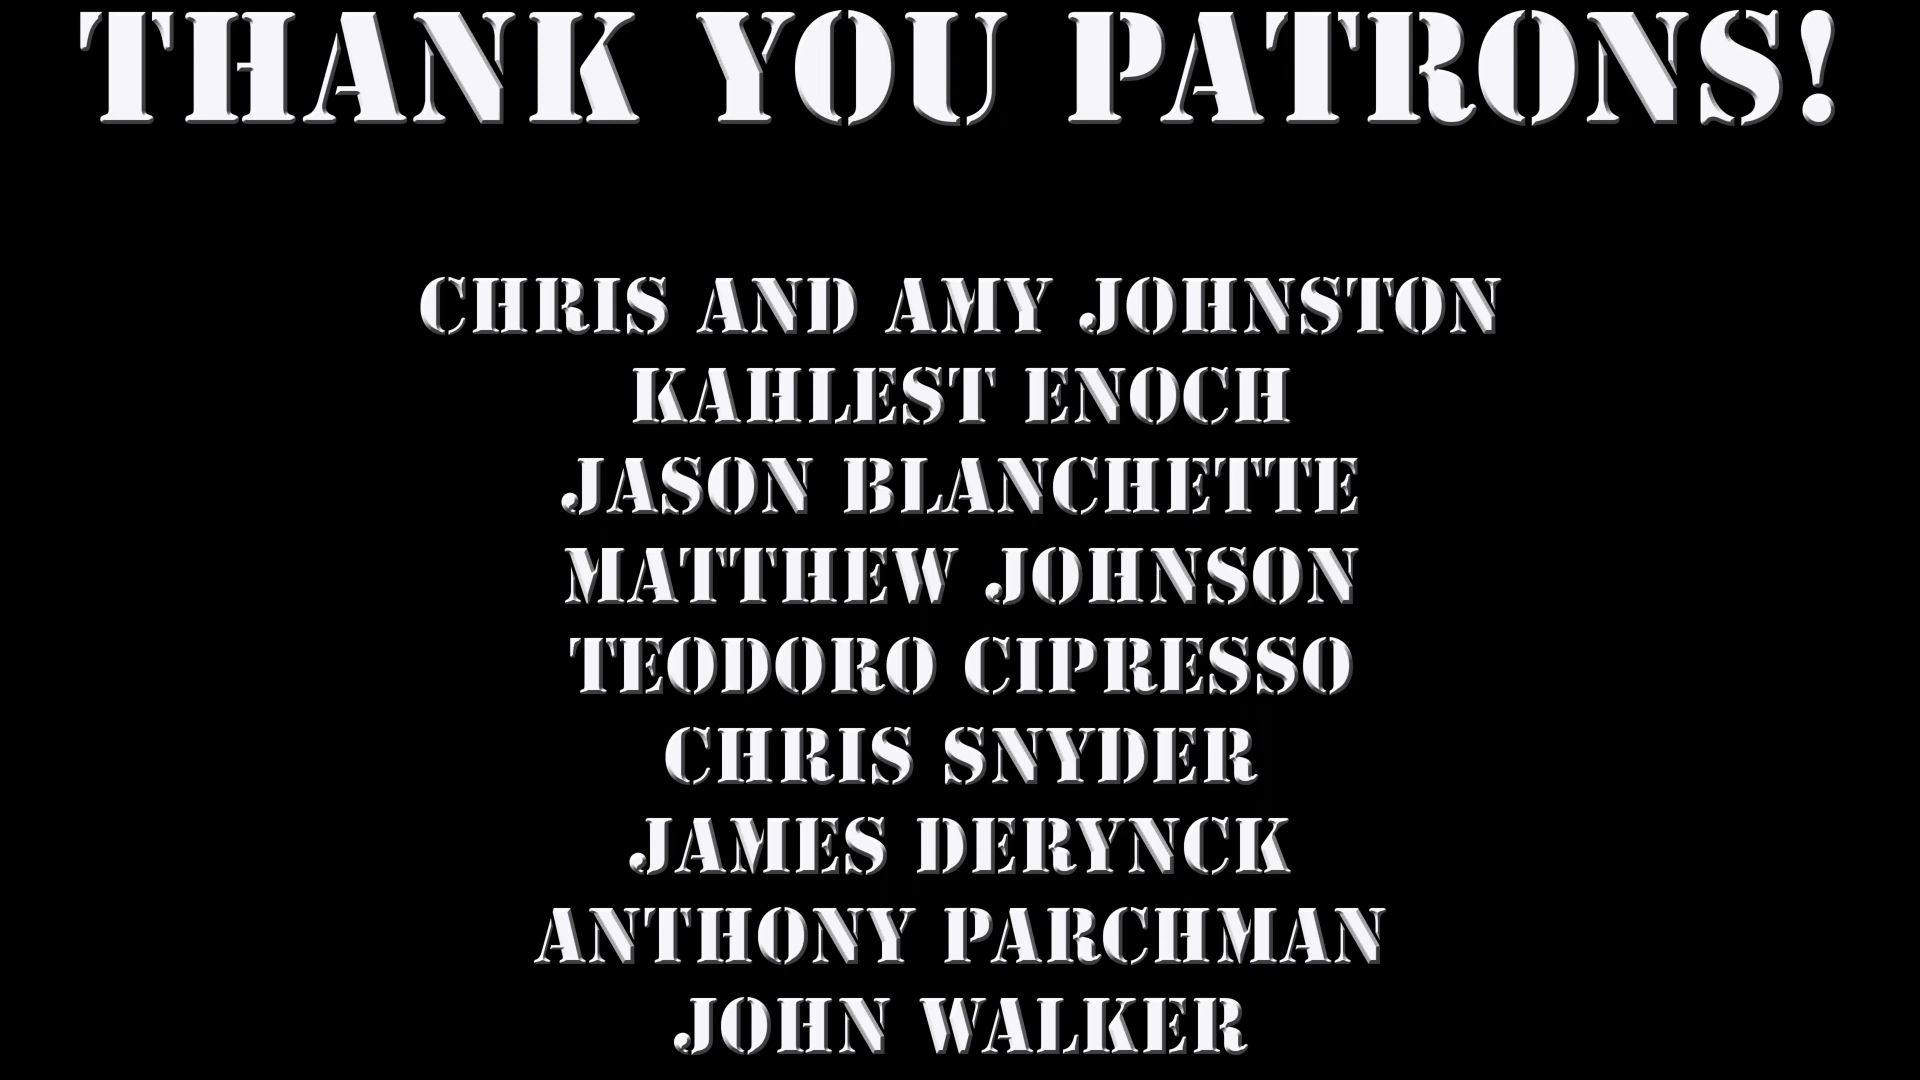 THANK YOU PATRONS!
CHRIS AND AMY JOHNSTON
KAHLEST ENOCH
JASON BLANCHETTE
MATTHEW JOHNSON
TEODORO CIPRESSO
CHRIS SNYDER
JAMES DERYNCK
ANTHONY PARCHMAN
JOHN WALKER